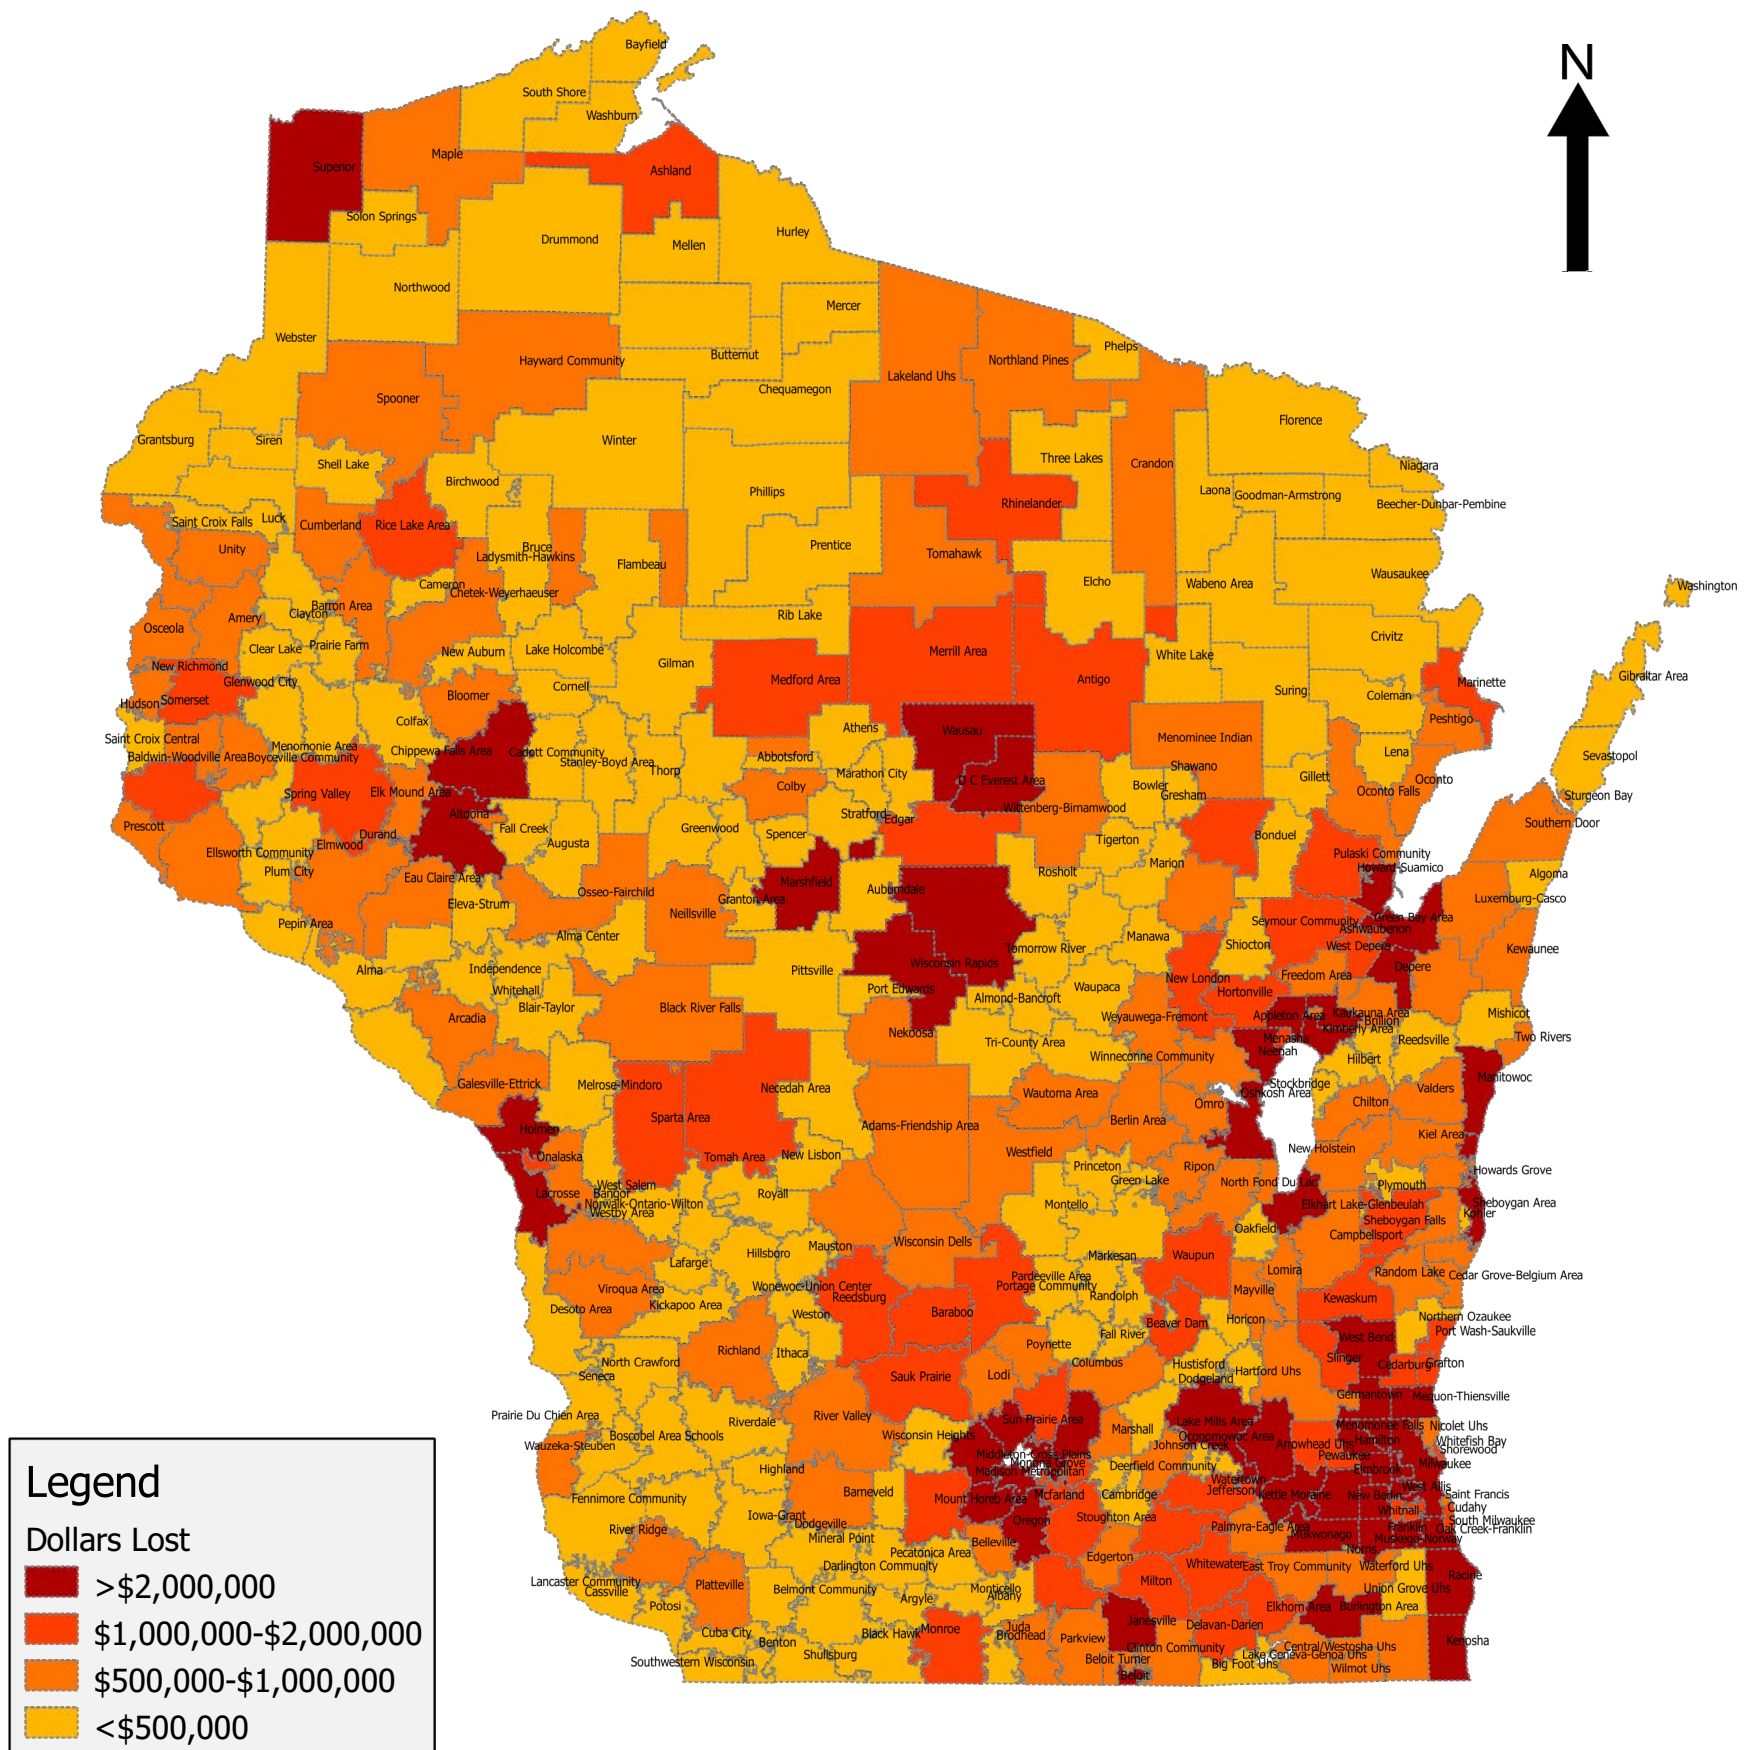 N
Bayfield
South Shore
Washburn
Superior
Maple
Ashland
Solon Springs
Drummond
Mellen
Hurley
Northwood
Mercer
Webster
Butternut
Phelps
Hayward Community
Northland Pines
Lakeland Uhs
Chequamegon
Spooner
Florence
Grantsburg
Siren
Winter
Shell Lake
Three Lakes
Crandon
Niagara
Birchwood
Phillips
Laona
Goodman-Armstrong
Rhinelander
Beecher-Dunbar-Pembine
Saint Croix Falls
Luck
Cumberland
Rice Lake Area
Unity
Bruce
Ladysmith-Hawkins
Prentice
Tomahawk
Flambeau
Wausaukee
Cameron
Chetek-Weyerhaeuser
Elcho
Wabeno Area
Washington
Barron Area
Clayton
Amery
Rib Lake
Osceola
Crivitz
Clear Lake
Prairie Farm
New Auburn
Lake Holcombe
Merrill Area
White Lake
New Richmond
Gilman
Glenwood City
Medford Area
Antigo
Marinette
Gibraltar Area
Cornell
Suring
Coleman
Hudson
Somerset
Bloomer
Colfax
Athens
Wausau
Peshtigo
Saint Croix Central
Menomonie Area
Chippewa Falls Area
Cadott Community
Menominee Indian
Lena
Baldwin-Woodville Area
Boyceville Community
Stanley-Boyd Area
Abbotsford
Sevastopol
Thorp
Marathon City
Shawano
Gillett
D C Everest Area
Oconto
Spring Valley
Elk Mound Area
Colby
Bowler
Gresham
Oconto Falls
Sturgeon Bay
Altoona
Stratford
Edgar
Wittenberg-Birnamwood
Southern Door
Prescott
Durand
Fall Creek
Greenwood
Spencer
Augusta
Elmwood
Tigerton
Bonduel
Ellsworth Community
Pulaski Community
Plum City
Eau Claire Area
Marshfield
Rosholt
Marion
Howard-Suamico
Algoma
Osseo-Fairchild
Auburndale
Granton Area
Eleva-Strum
Neillsville
Luxemburg-Casco
Pepin Area
Seymour Community
Green Bay Area
Ashwaubenon
Alma Center
Manawa
Shiocton
West Depere
Tomorrow River
Kewaunee
Alma
Independence
Pittsville
Wisconsin Rapids
Depere
Freedom Area
New London
Whitehall
Port Edwards
Waupaca
Hortonville
Almond-Bancroft
Blair-Taylor
Black River Falls
Arcadia
Weyauwega-Fremont
Appleton Area
Kaukauna Area
Brillion
Kimberly Area
Mishicot
Nekoosa
Tri-County Area
Menasha
Reedsville
Two Rivers
Neenah
Hilbert
Winneconne Community
Galesville-Ettrick
Melrose-Mindoro
Necedah Area
Stockbridge
Manitowoc
Wautoma Area
Oshkosh Area
Valders
Omro
Chilton
Sparta Area
Adams-Friendship Area
Berlin Area
Holmen
Kiel Area
Onalaska
Tomah Area
New Lisbon
Westfield
New Holstein
Princeton
Ripon
Howards Grove
West Salem
Green Lake
North Fond Du Lac
Plymouth
Lacrosse
Bangor
Royall
Norwalk-Ontario-Wilton
Westby Area
Montello
Elkhart Lake-Glenbeulah
Sheboygan Area
Kohler
Sheboygan Falls
Oakfield
Campbellsport
Wisconsin Dells
Mauston
Hillsboro
Markesan
Waupun
Lafarge
Lomira
Random Lake
Cedar Grove-Belgium Area
Pardeeville Area
Wonewoc-Union Center
Portage Community
Viroqua Area
Mayville
Reedsburg
Randolph
Kewaskum
Desoto Area
Kickapoo Area
Weston
Baraboo
Northern Ozaukee
Beaver Dam
Horicon
Port Wash-Saukville
Fall River
West Bend
Poynette
Richland
Ithaca
Slinger
North Crawford
Columbus
Hustisford
Cedarburg
Grafton
Seneca
Sauk Prairie
Lodi
Hartford Uhs
Dodgeland
Germantown
Mequon-Thiensville
Prairie Du Chien Area
River Valley
Riverdale
Sun Prairie Area
Lake Mills Area
Marshall
Menomonee Falls
Nicolet Uhs
Boscobel Area Schools
Wisconsin Heights
Oconomowoc Area
Hamilton
Whitefish Bay
Wauzeka-Steuben
Johnson Creek
Arrowhead Uhs
Shorewood
Middleton-Cross Plains
Pewaukee
Monona Grove
Milwaukee
Highland
Madison Metropolitan
Deerfield Community
Elmbrook
Watertown
West Allis
Barneveld
Jefferson
Fennimore Community
Mount Horeb Area
Mcfarland
Cambridge
Kettle Moraine
New Berlin
Saint Francis
Cudahy
Whitnall
Iowa-Grant
Dodgeville
Oregon
Stoughton Area
South Milwaukee
River Ridge
Palmyra-Eagle Area
Franklin
Oak Creek-Franklin
Mineral Point
Belleville
Mukwonago
Muskego-Norway
Norris
Pecatonica Area
Edgerton
Darlington Community
Whitewater
East Troy Community
Waterford Uhs
Lancaster Community
Platteville
Belmont Community
Monticello
Milton
Racine
Cassville
Albany
Union Grove Uhs
Argyle
Potosi
Elkhorn Area
Burlington Area
Janesville
Cuba City
Black Hawk
Monroe
Juda
Delavan-Darien
Brodhead
Parkview
Benton
Clinton Community
Central/Westosha Uhs
Kenosha
Shullsburg
Lake Geneva-Genoa Uhs
Southwestern Wisconsin
Beloit Turner
Big Foot Uhs
Wilmot Uhs
Beloit
Legend
Dollars Lost
>$2,000,000
$1,000,000-$2,000,000
$500,000-$1,000,000
<$500,000